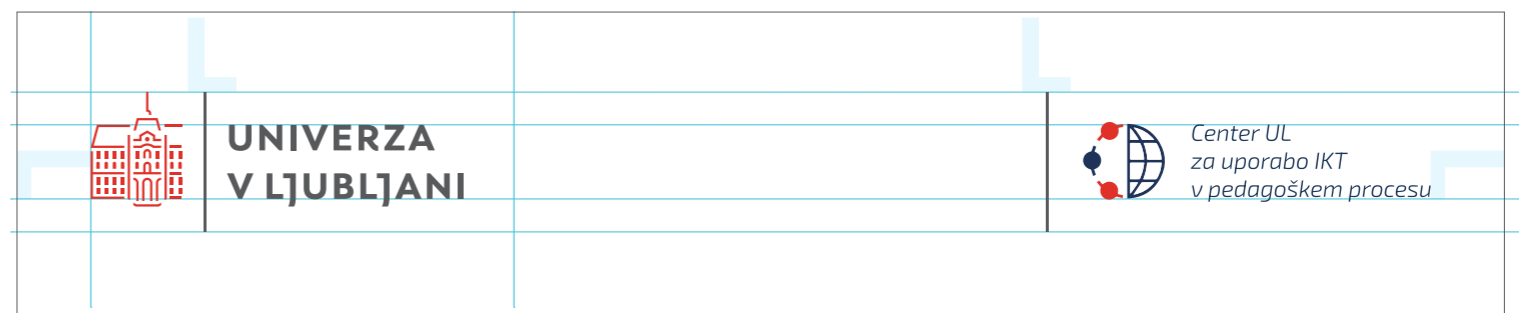 UNIVERZA
V LJUBLJANI
Center UL
za uporabo IKT
v pedagoškem procesu